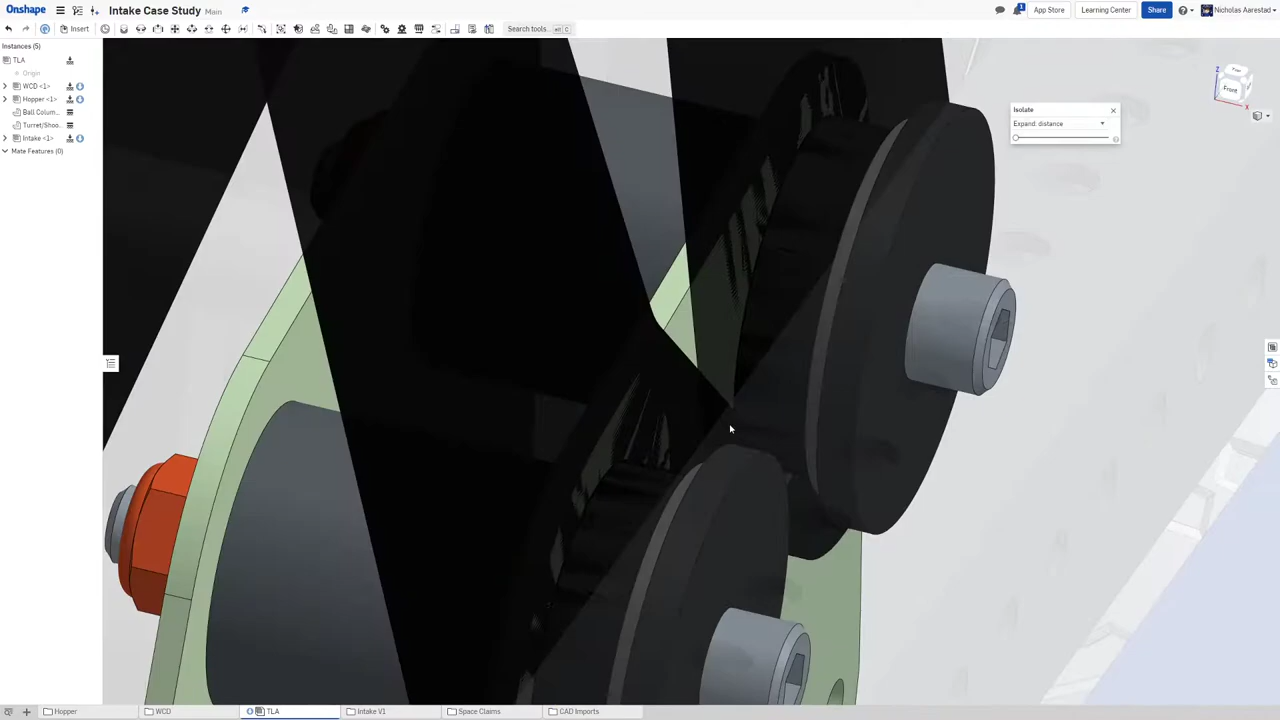 Onshape
Intake Case Study Main
1
App Store
Learning Center
Share
Nicholas Aarestad
Insert
Search tools...
Instances (5)
TLA
Origin
WCD <1>
Hopper <1>
Ball Colum...
Turret/Shoo...
Intake <1>
Mate Features (0)
Isolate
Expand: distance
Z
Front
X
Hopper
WCD
TLA
Intake V1
Space Claims
CAD Imports